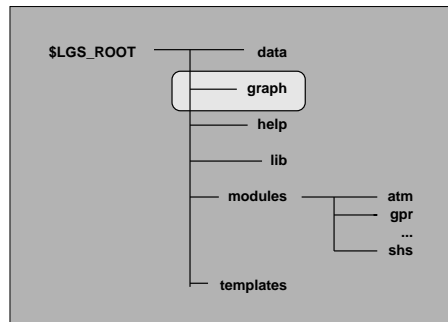 $LGS_ROOT data
graph
help
lib
modules atm
gpr
...
shs
templates